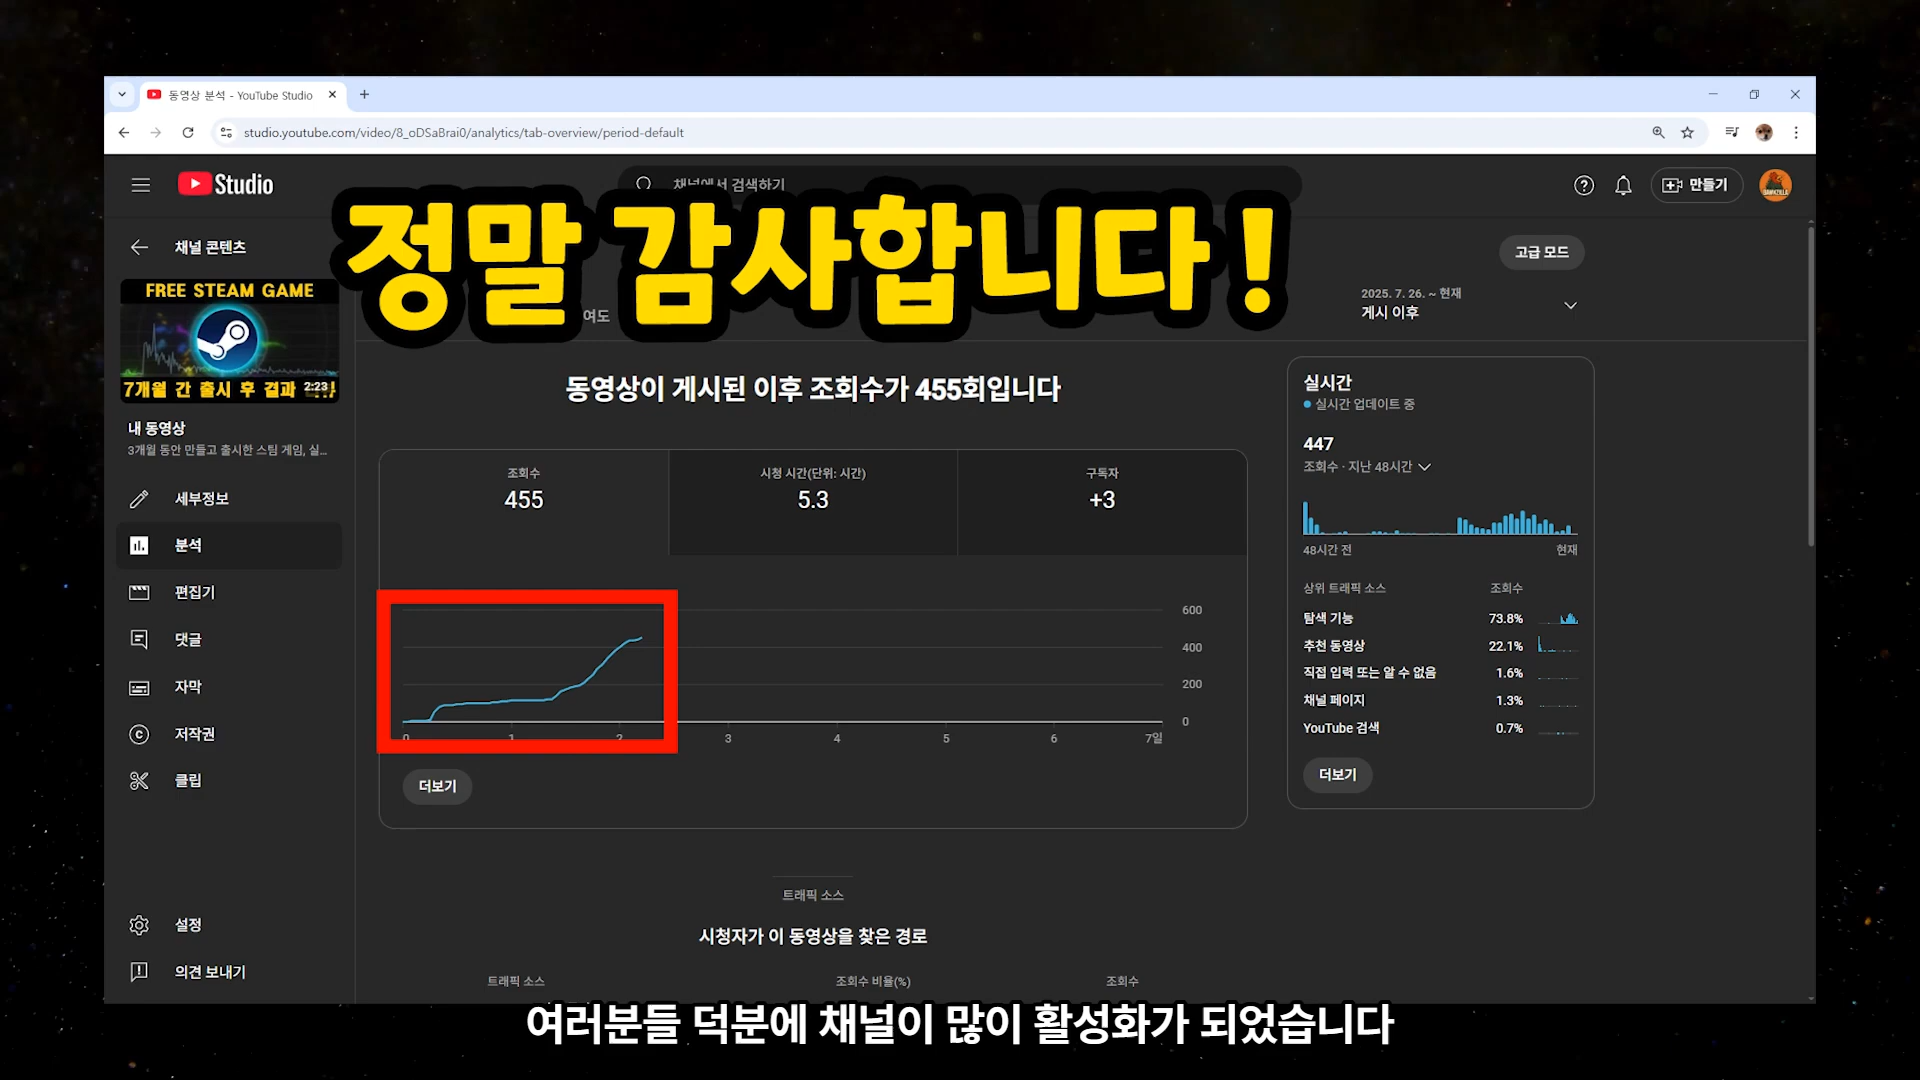 동영상 분석 - YouTube Studio
studio.youtube.com/video/8_oDSaBrai0/analytics/tab-overview/period-default
Studio
채널에서 검색하기
만들기
정말 감사합니다!
채널 콘텐츠
고급 모드
2025. 7. 26. ~ 현재
게시 이후
여도
FREE STEAM GAME
7개월 간 출시 후 결과
2:23
내 동영상
3개월 동안 만들고 출시한 스팀 게임, 실...
세부정보
분석
편집기
댓글
자막
저작권
클립
설정
의견 보내기
동영상이 게시된 이후 조회수가 455회입니다
조회수
455
시청 시간(단위: 시간)
5.3
구독자
+3
600
400
200
0
0 1 2 3 4 5 6 7일
더보기
실시간
실시간 업데이트 중
447
조회수 · 지난 48시간
48시간 전 현재
상위 트래픽 소스 조회수
탐색 기능 73.8%
추천 동영상 22.1%
직접 입력 또는 알 수 없음 1.6%
채널 페이지 1.3%
YouTube 검색 0.7%
더보기
트래픽 소스
시청자가 이 동영상을 찾은 경로
트래픽 소스 조회수 비율(%) 조회수
여러분들 덕분에 채널이 많이 활성화가 되었습니다